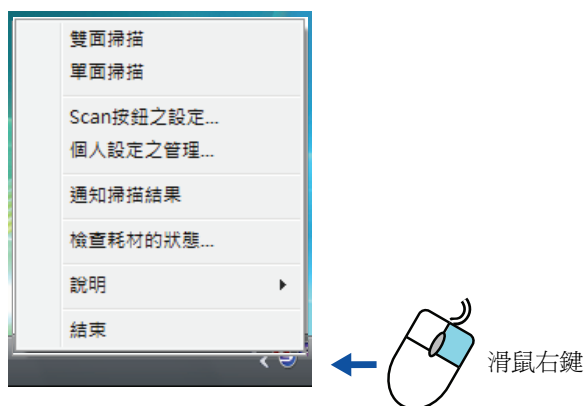 雙面掃描
單面掃描
Scan按鈕之設定...
個人設定之管理...
通知掃描結果
檢查耗材的狀態...
說明
結束
滑鼠右鍵